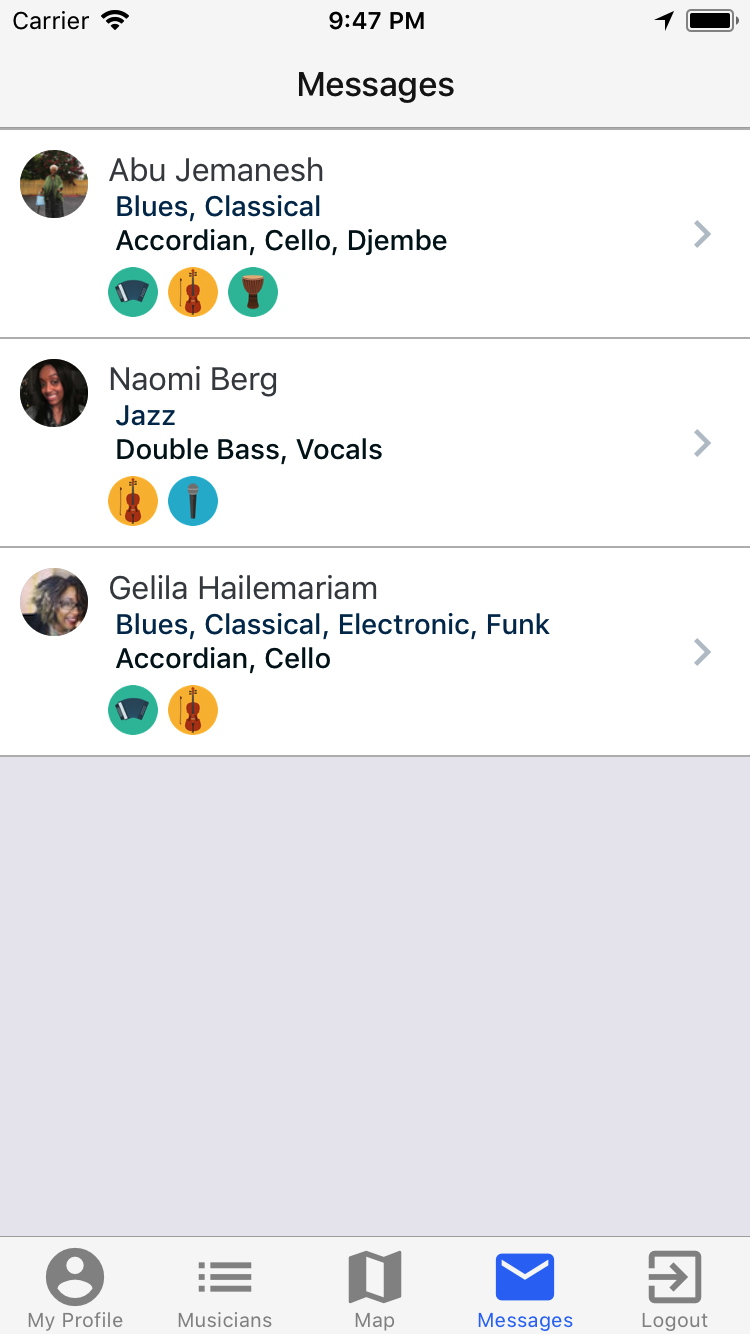 Carrier 9:47 PM
Messages
Abu Jemanesh
Blues, Classical
Accordian, Cello, Djembe
Naomi Berg
Jazz
Double Bass, Vocals
Gelila Hailemariam
Blues, Classical, Electronic, Funk
Accordian, Cello
My Profile Musicians Map Messages Logout